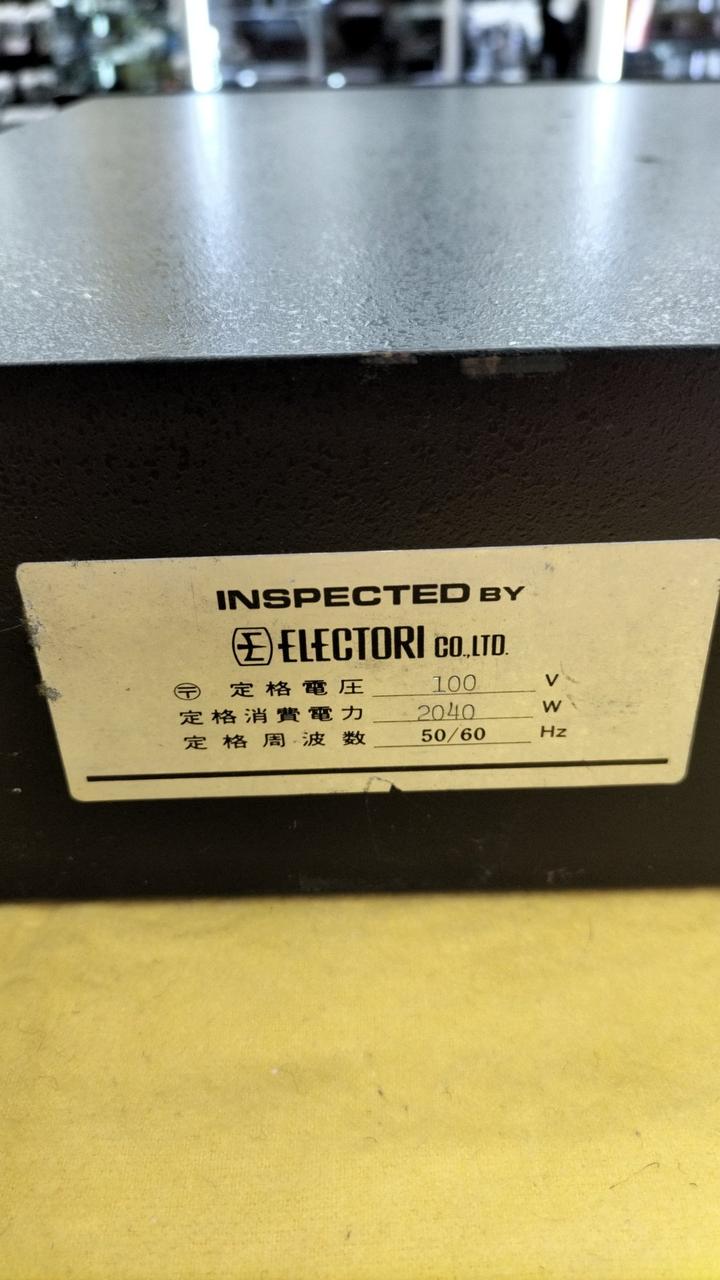 INSPECTED BY
E ELECTORI CO.,LTD.
〶 定格電圧 100 V
定格消費電力 2040 W
定格周波数 50/60 Hz